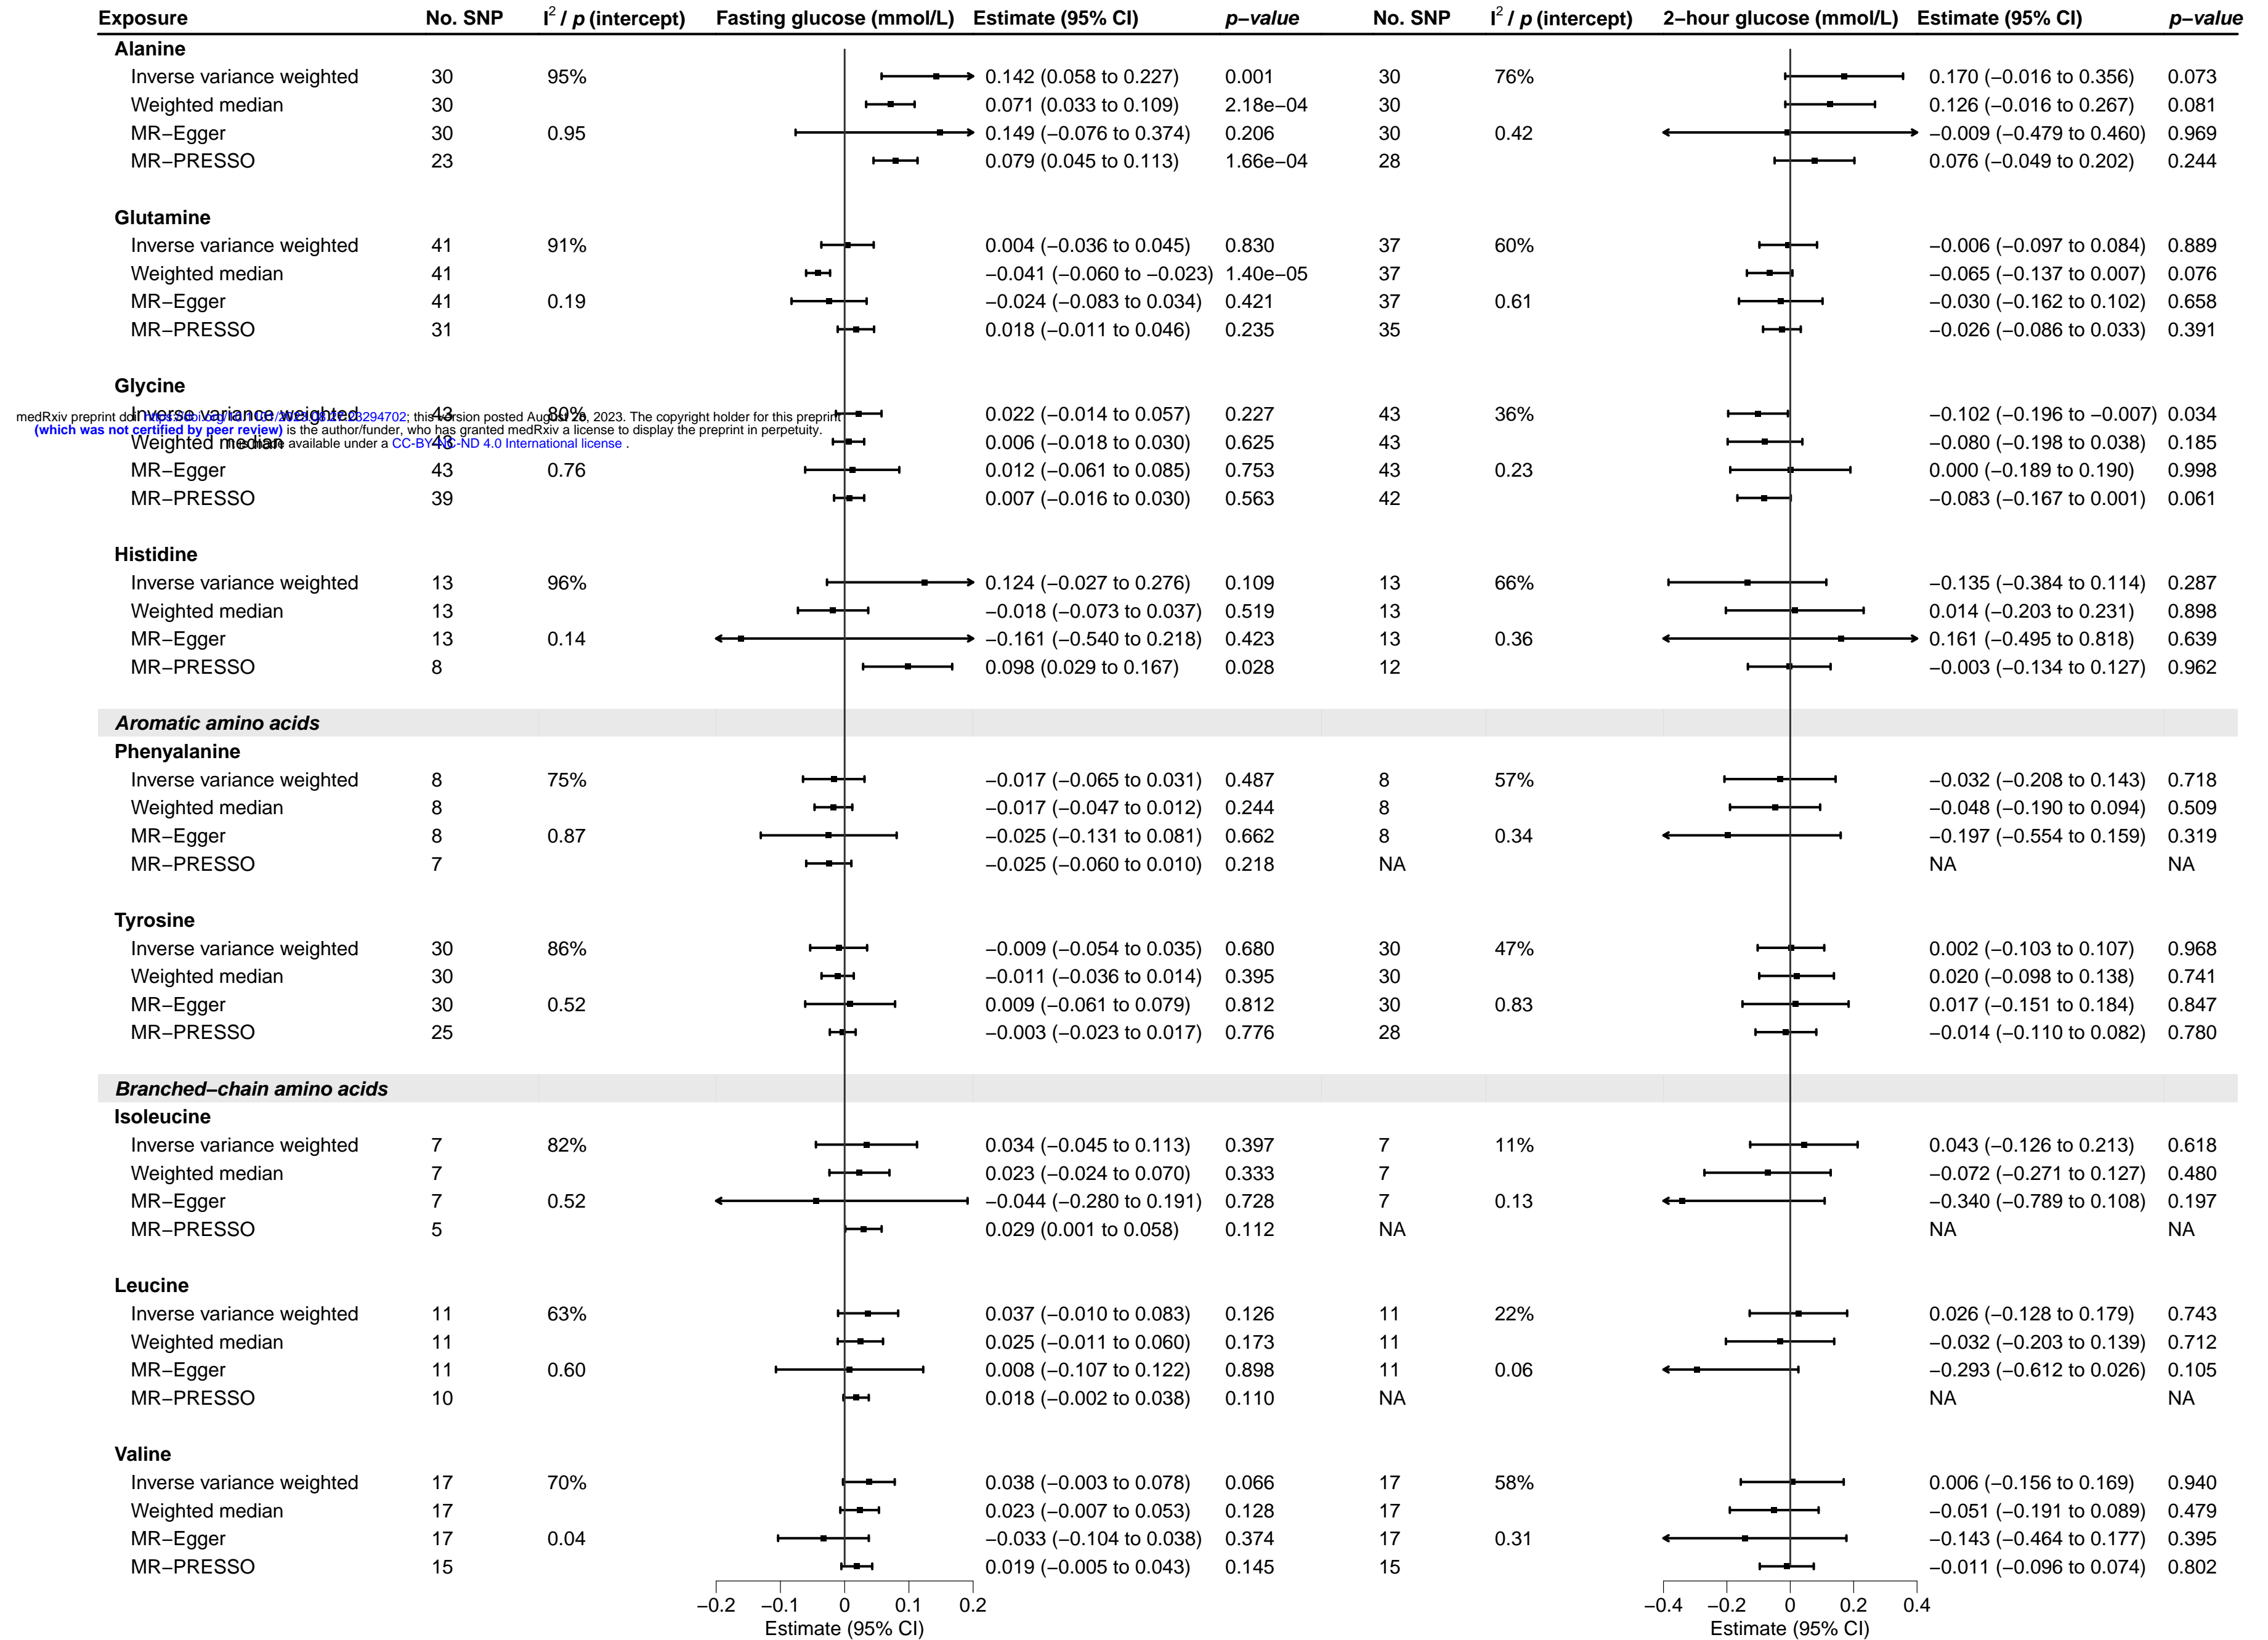 Exposure No. SNP I² / p (intercept) Fasting glucose (mmol/L) Estimate (95% CI) p−value No. SNP I² / p (intercept) 2−hour glucose (mmol/L) Estimate (95% CI) p−value
Alanine
Inverse variance weighted 30 95% 0.142 (0.058 to 0.227) 0.001 30 76% 0.170 (−0.016 to 0.356) 0.073
Weighted median 30 0.071 (0.033 to 0.109) 2.18e−04 30 0.126 (−0.016 to 0.267) 0.081
MR−Egger 30 0.95 0.149 (−0.076 to 0.374) 0.206 30 0.42 −0.009 (−0.479 to 0.460) 0.969
MR−PRESSO 23 0.079 (0.045 to 0.113) 1.66e−04 28 0.076 (−0.049 to 0.202) 0.244
Glutamine
Inverse variance weighted 41 91% 0.004 (−0.036 to 0.045) 0.830 37 60% −0.006 (−0.097 to 0.084) 0.889
Weighted median 41 −0.041 (−0.060 to −0.023) 1.40e−05 37 −0.065 (−0.137 to 0.007) 0.076
MR−Egger 41 0.19 −0.024 (−0.083 to 0.034) 0.421 37 0.61 −0.030 (−0.162 to 0.102) 0.658
MR−PRESSO 31 0.018 (−0.011 to 0.046) 0.235 35 −0.026 (−0.086 to 0.033) 0.391
Glycine
Inverse variance weighted 43 80% 0.022 (−0.014 to 0.057) 0.227 43 36% −0.102 (−0.196 to −0.007) 0.034
medRxiv preprint doi: 23294702; this version posted August 2023. The copyright holder for this preprint
(which was not certified by peer review) is the author/funder, who has granted medRxiv a license to display the preprint in perpetuity.
Weighted median 43 0.006 (−0.018 to 0.030) 0.625 43 −0.080 (−0.198 to 0.038) 0.185
made available under a CC-BY-NC-ND 4.0 International license .
MR−Egger 43 0.76 0.012 (−0.061 to 0.085) 0.753 43 0.23 0.000 (−0.189 to 0.190) 0.998
MR−PRESSO 39 0.007 (−0.016 to 0.030) 0.563 42 −0.083 (−0.167 to 0.001) 0.061
Histidine
Inverse variance weighted 13 96% 0.124 (−0.027 to 0.276) 0.109 13 66% −0.135 (−0.384 to 0.114) 0.287
Weighted median 13 −0.018 (−0.073 to 0.037) 0.519 13 0.014 (−0.203 to 0.231) 0.898
MR−Egger 13 0.14 −0.161 (−0.540 to 0.218) 0.423 13 0.36 0.161 (−0.495 to 0.818) 0.639
MR−PRESSO 8 0.098 (0.029 to 0.167) 0.028 12 −0.003 (−0.134 to 0.127) 0.962
Aromatic amino acids
Phenyalanine
Inverse variance weighted 8 75% −0.017 (−0.065 to 0.031) 0.487 8 57% −0.032 (−0.208 to 0.143) 0.718
Weighted median 8 −0.017 (−0.047 to 0.012) 0.244 8 −0.048 (−0.190 to 0.094) 0.509
MR−Egger 8 0.87 −0.025 (−0.131 to 0.081) 0.662 8 0.34 −0.197 (−0.554 to 0.159) 0.319
MR−PRESSO 7 −0.025 (−0.060 to 0.010) 0.218 NA NA NA
Tyrosine
Inverse variance weighted 30 86% −0.009 (−0.054 to 0.035) 0.680 30 47% 0.002 (−0.103 to 0.107) 0.968
Weighted median 30 −0.011 (−0.036 to 0.014) 0.395 30 0.020 (−0.098 to 0.138) 0.741
MR−Egger 30 0.52 0.009 (−0.061 to 0.079) 0.812 30 0.83 0.017 (−0.151 to 0.184) 0.847
MR−PRESSO 25 −0.003 (−0.023 to 0.017) 0.776 28 −0.014 (−0.110 to 0.082) 0.780
Branched−chain amino acids
Isoleucine
Inverse variance weighted 7 82% 0.034 (−0.045 to 0.113) 0.397 7 11% 0.043 (−0.126 to 0.213) 0.618
Weighted median 7 0.023 (−0.024 to 0.070) 0.333 7 −0.072 (−0.271 to 0.127) 0.480
MR−Egger 7 0.52 −0.044 (−0.280 to 0.191) 0.728 7 0.13 −0.340 (−0.789 to 0.108) 0.197
MR−PRESSO 5 0.029 (0.001 to 0.058) 0.112 NA NA NA
Leucine
Inverse variance weighted 11 63% 0.037 (−0.010 to 0.083) 0.126 11 22% 0.026 (−0.128 to 0.179) 0.743
Weighted median 11 0.025 (−0.011 to 0.060) 0.173 11 −0.032 (−0.203 to 0.139) 0.712
MR−Egger 11 0.60 0.008 (−0.107 to 0.122) 0.898 11 0.06 −0.293 (−0.612 to 0.026) 0.105
MR−PRESSO 10 0.018 (−0.002 to 0.038) 0.110 NA NA NA
Valine
Inverse variance weighted 17 70% 0.038 (−0.003 to 0.078) 0.066 17 58% 0.006 (−0.156 to 0.169) 0.940
Weighted median 17 0.023 (−0.007 to 0.053) 0.128 17 −0.051 (−0.191 to 0.089) 0.479
MR−Egger 17 0.04 −0.033 (−0.104 to 0.038) 0.374 17 0.31 −0.143 (−0.464 to 0.177) 0.395
MR−PRESSO 15 0.019 (−0.005 to 0.043) 0.145 15 −0.011 (−0.096 to 0.074) 0.802
−0.2 −0.1 0 0.1 0.2 −0.4 −0.2 0 0.2 0.4
Estimate (95% CI) Estimate (95% CI)